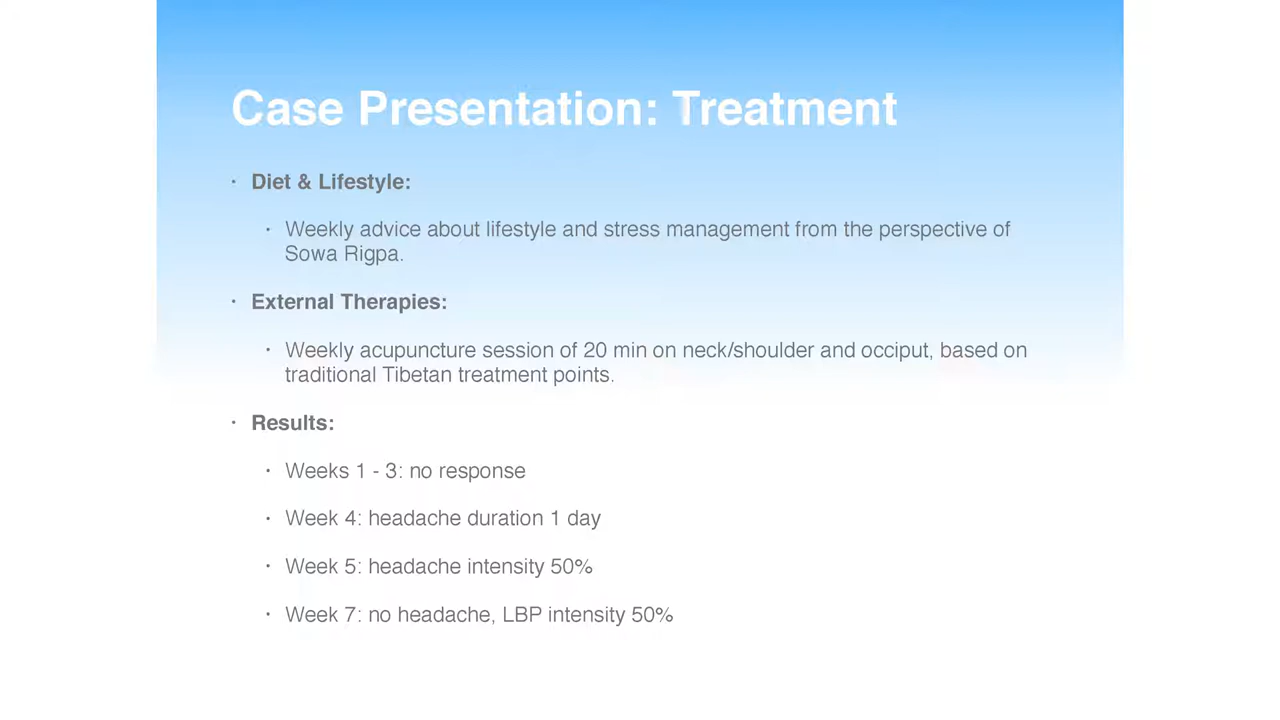 Case Presentation: Treatment
· Diet & Lifestyle:
· Weekly advice about lifestyle and stress management from the perspective of
Sowa Rigpa.
· External Therapies:
· Weekly acupuncture session of 20 min on neck/shoulder and occiput, based on
traditional Tibetan treatment points.
· Results:
· Weeks 1 - 3: no response
· Week 4: headache duration 1 day
· Week 5: headache intensity 50%
· Week 7: no headache, LBP intensity 50%